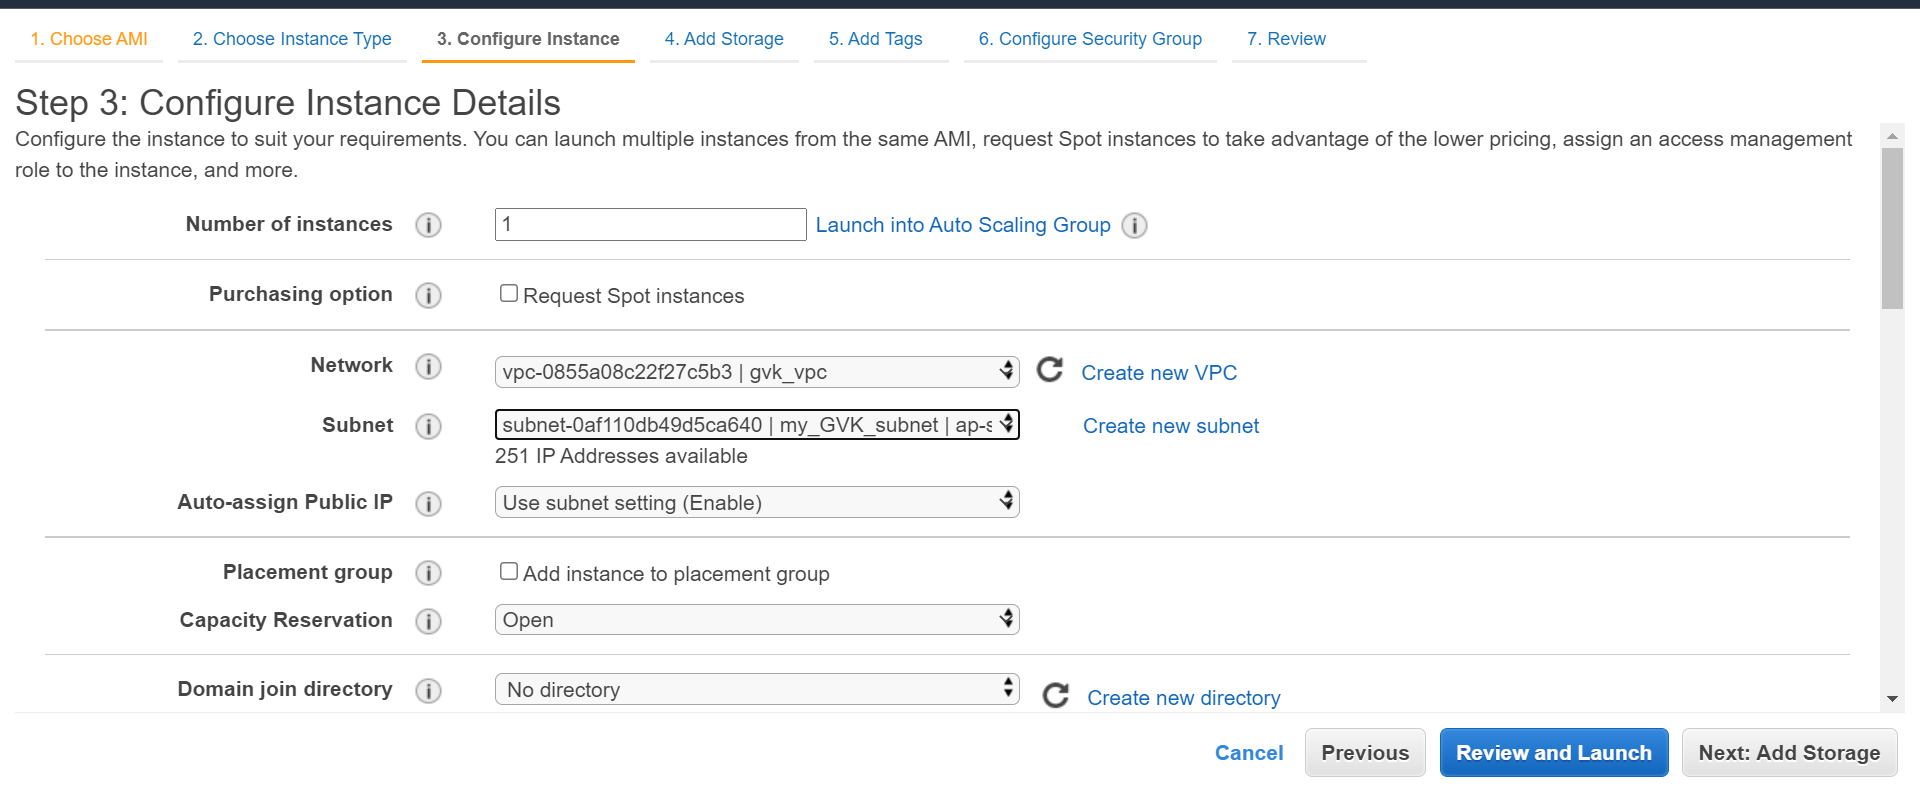 1. Choose AMI 2. Choose Instance Type 3. Configure Instance 4. Add Storage 5. Add Tags 6. Configure Security Group 7. Review
Step 3: Configure Instance Details
Configure the instance to suit your requirements. You can launch multiple instances from the same AMI, request Spot instances to take advantage of the lower pricing, assign an access management
role to the instance, and more.
Number of instances 1 Launch into Auto Scaling Group
Purchasing option Request Spot instances
Network vpc-0855a08c22f27c5b3 | gvk_vpc Create new VPC
Subnet subnet-0af110db49d5ca640 | my_GVK_subnet | ap-s Create new subnet
251 IP Addresses available
Auto-assign Public IP Use subnet setting (Enable)
Placement group Add instance to placement group
Capacity Reservation Open
Domain join directory No directory Create new directory
Cancel Previous Review and Launch Next: Add Storage